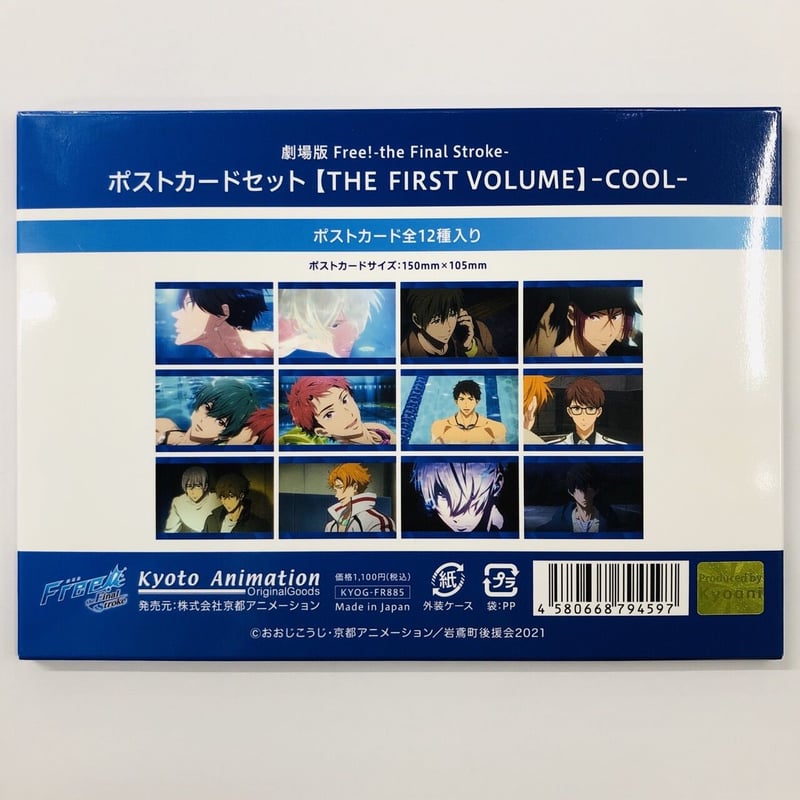 劇場版 Free!-the Final Stroke-
ポストカードセット【THE FIRST VOLUME】-COOL-
ポストカード全12種入り
ポストカードサイズ:150mm×105mm
劇場版
Free!
the Final Stroke
Kyoto Animation
OriginalGoods
発売元:株式会社京都アニメーション
価格1,100円(税込)
KYOG-FR885
Made in Japan
紙
外装ケース
プラ
袋:PP
4 580668 794597
Produced by
Kyoani
©おおじこうじ・京都アニメーション/岩鳶町後援会2021